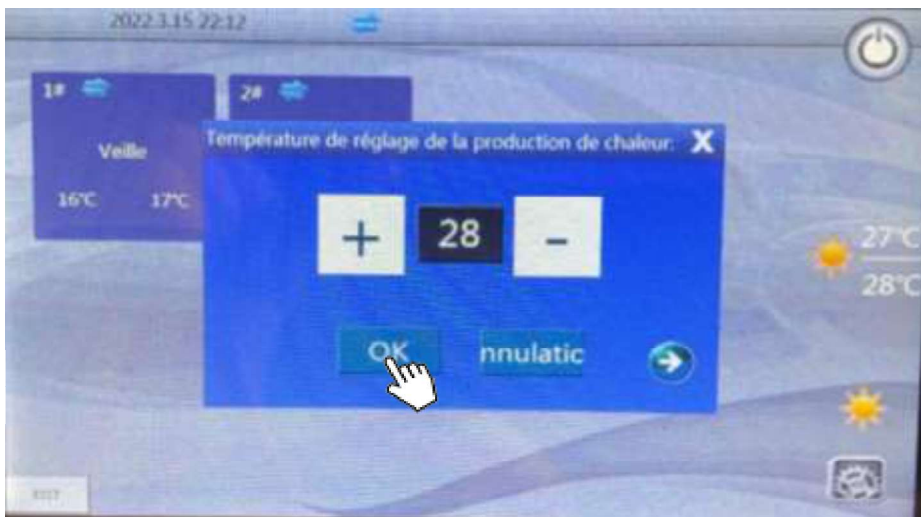 2022.3.15 22:12
1#
2#
Veille
16℃ 17℃
Température de réglage de la production de chaleur: X
+ 28 -
OK nnulatic
27℃
28℃
EXIT